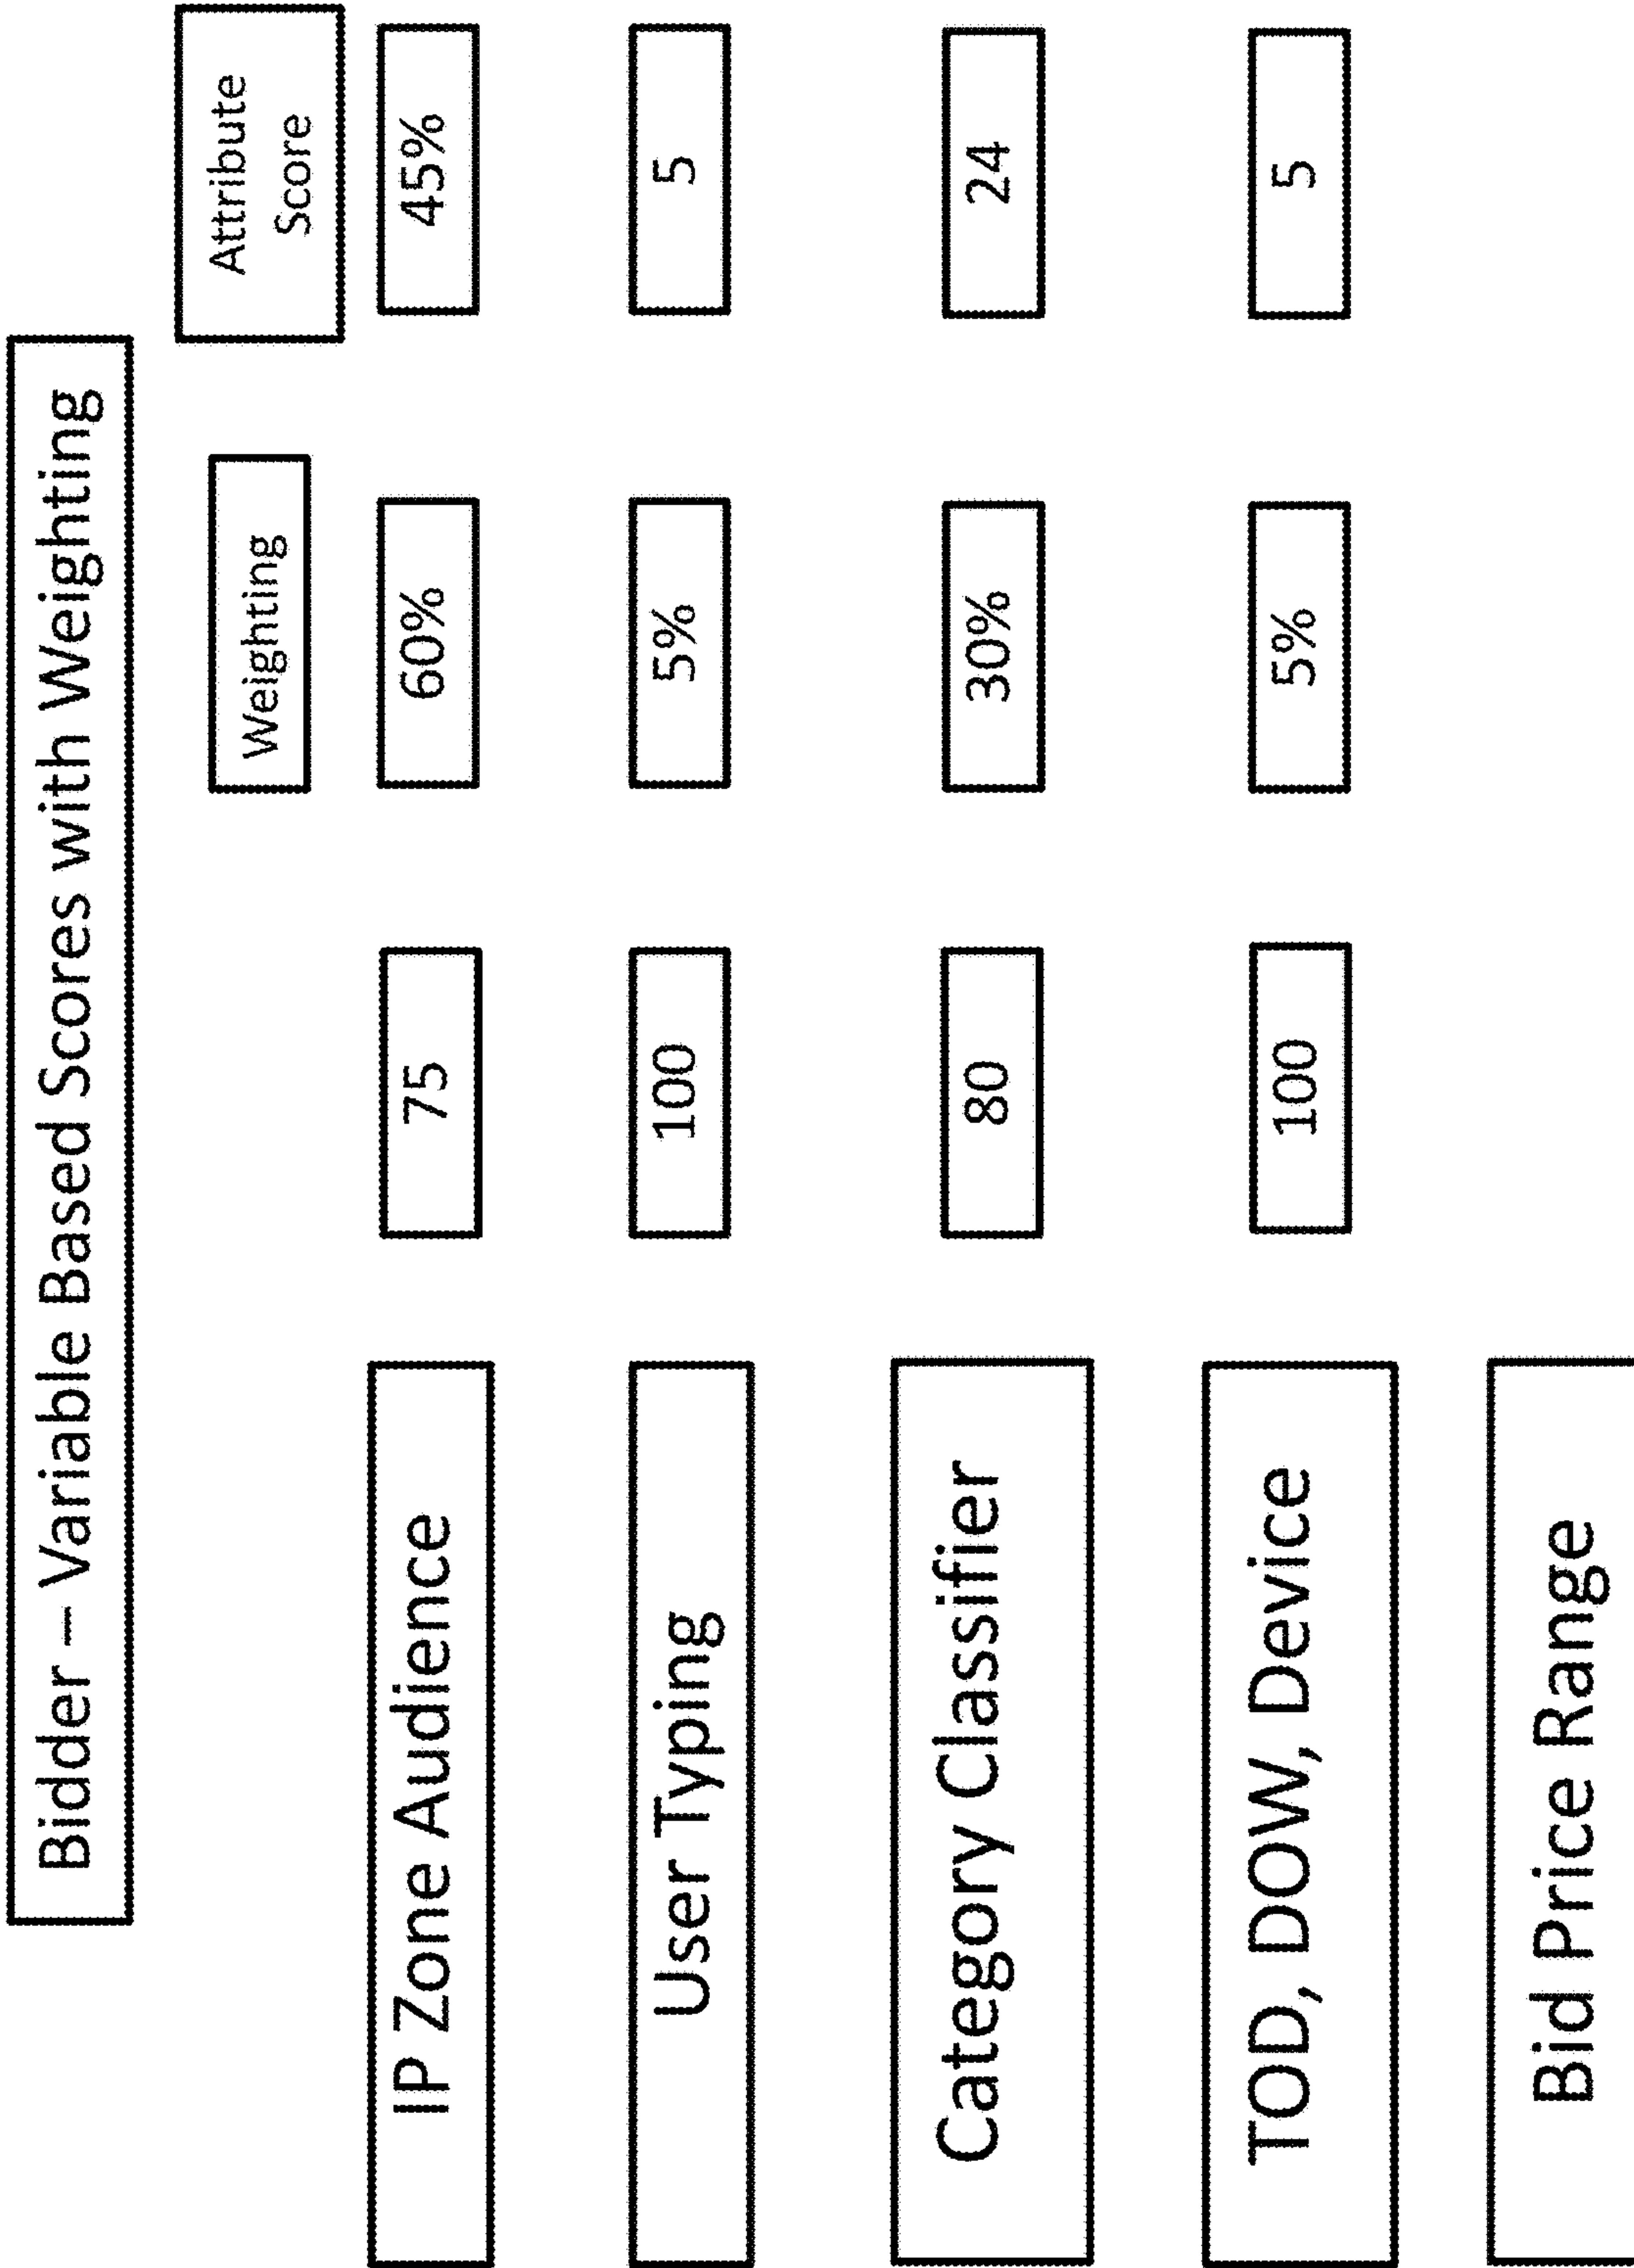 Bidder – Variable Based Scores with Weighting
Weighting
Attribute
Score
IP Zone Audience
75
60%
45%
User Typing
100
5%
5
Category Classifier
80
30%
24
TOD, DOW, Device
100
5%
5
Bid Price Range